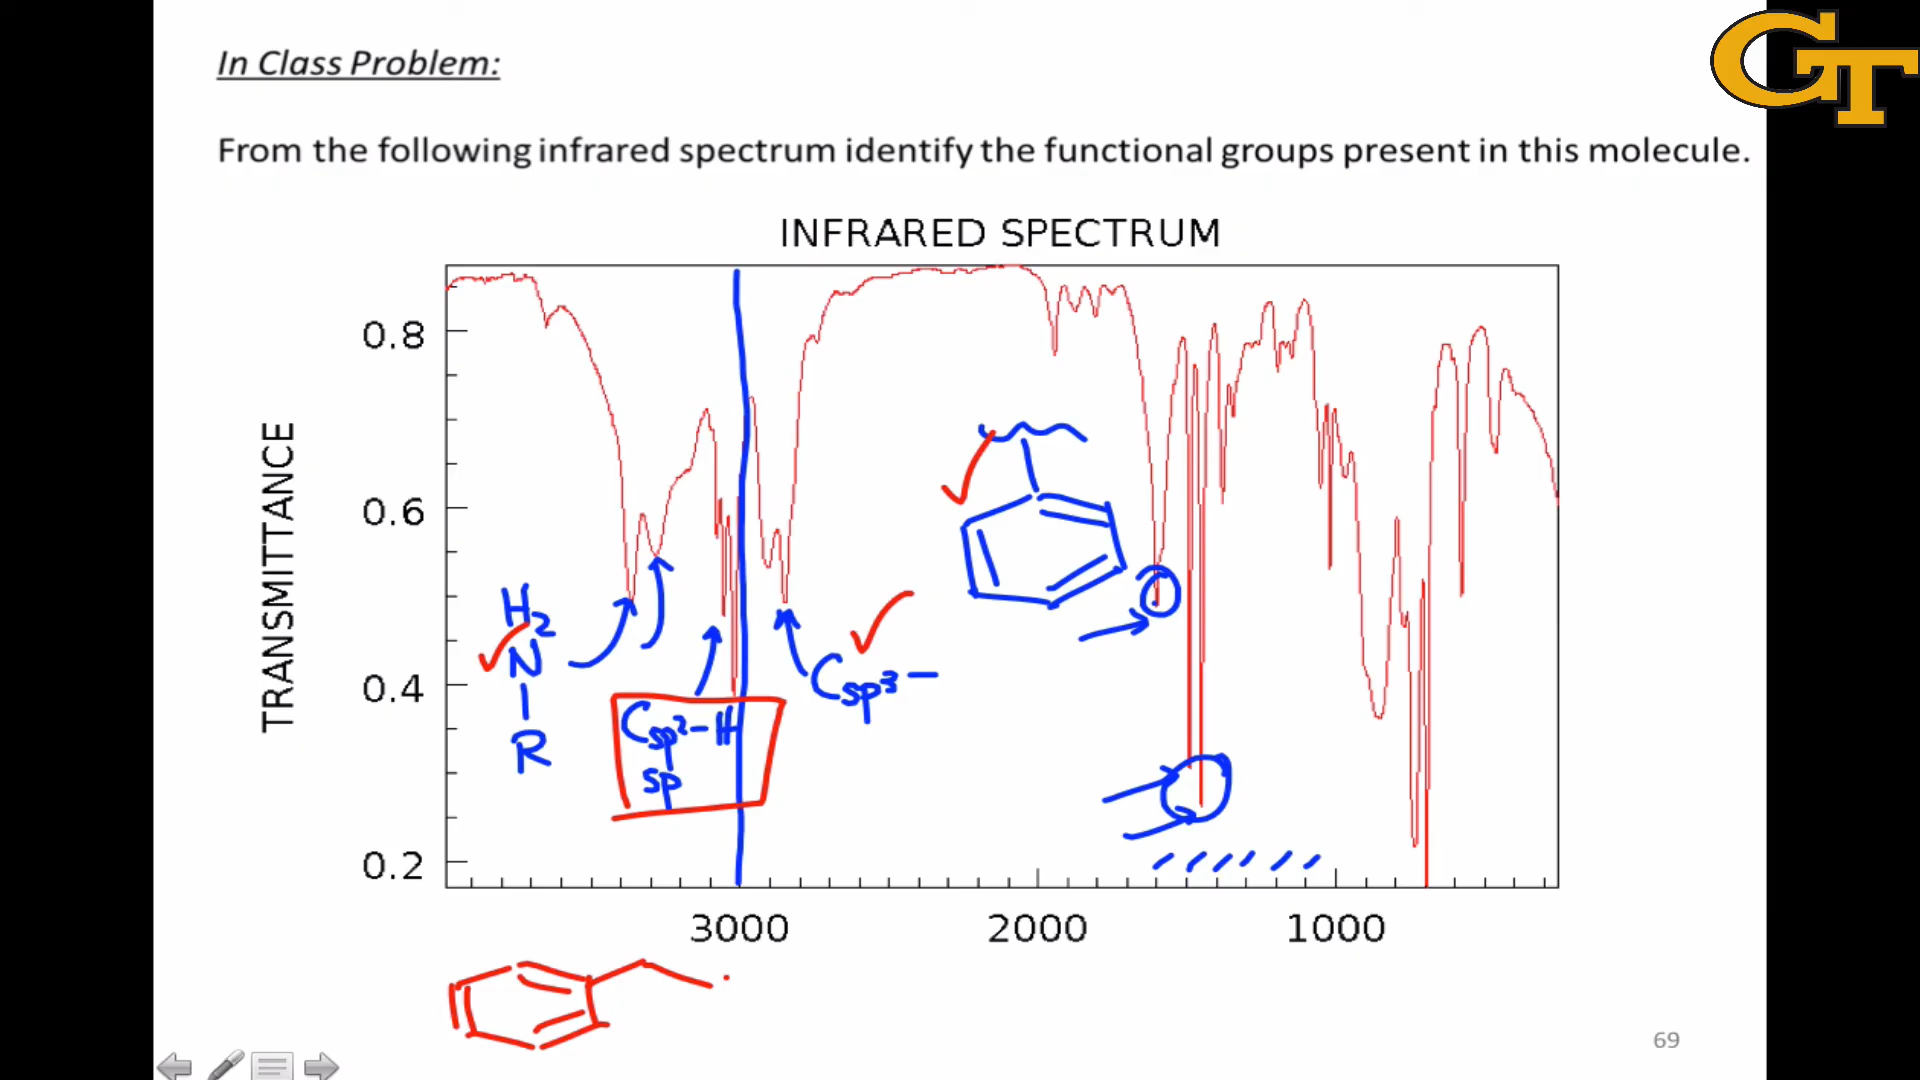 GT
In Class Problem:
From the following infrared spectrum identify the functional groups present in this molecule.
INFRARED SPECTRUM
TRANSMITTANCE
0.8
0.6
0.4
0.2
3000
2000
1000
H2
N
R
Csp2-H
sp
Csp3-
69